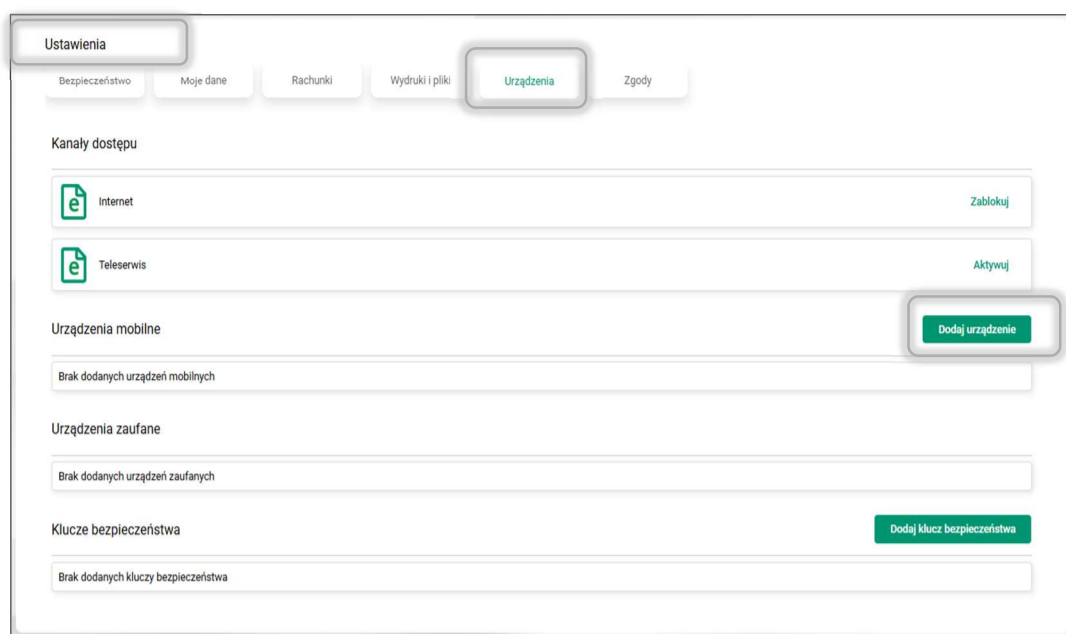 Ustawienia
Bezpieczeństwo Moje dane Rachunki Wydruki i pliki Urządzenia Zgody
Kanały dostępu
e Internet Zablokuj
e Teleserwis Aktywuj
Urządzenia mobilne Dodaj urządzenie
Brak dodanych urządzeń mobilnych
Urządzenia zaufane
Brak dodanych urządzeń zaufanych
Klucze bezpieczeństwa Dodaj klucz bezpieczeństwa
Brak dodanych kluczy bezpieczeństwa